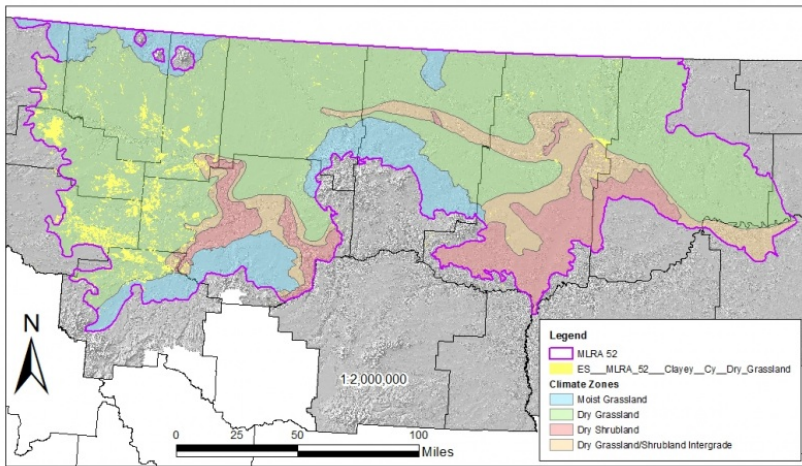 N
1:2,000,000
0 25 50 100
Miles
Legend
MLRA 52
ES___MLRA_52___Clayey__Cy__Dry_Grassland
Climate Zones
Moist Grassland
Dry Grassland
Dry Shrubland
Dry Grassland/Shrubland Intergrade